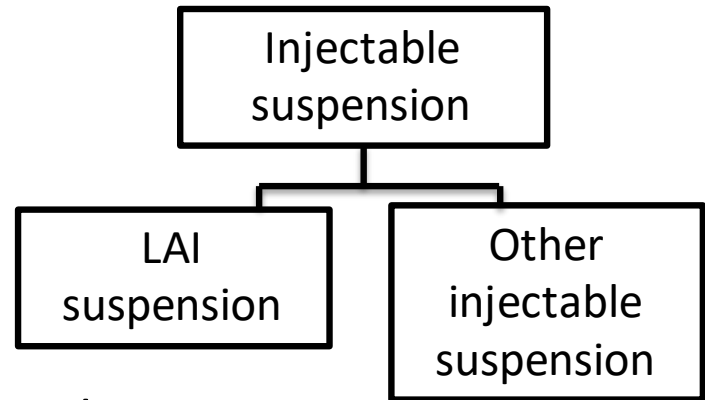 Injectable
suspension
LAI
suspension
Other
injectable
suspension